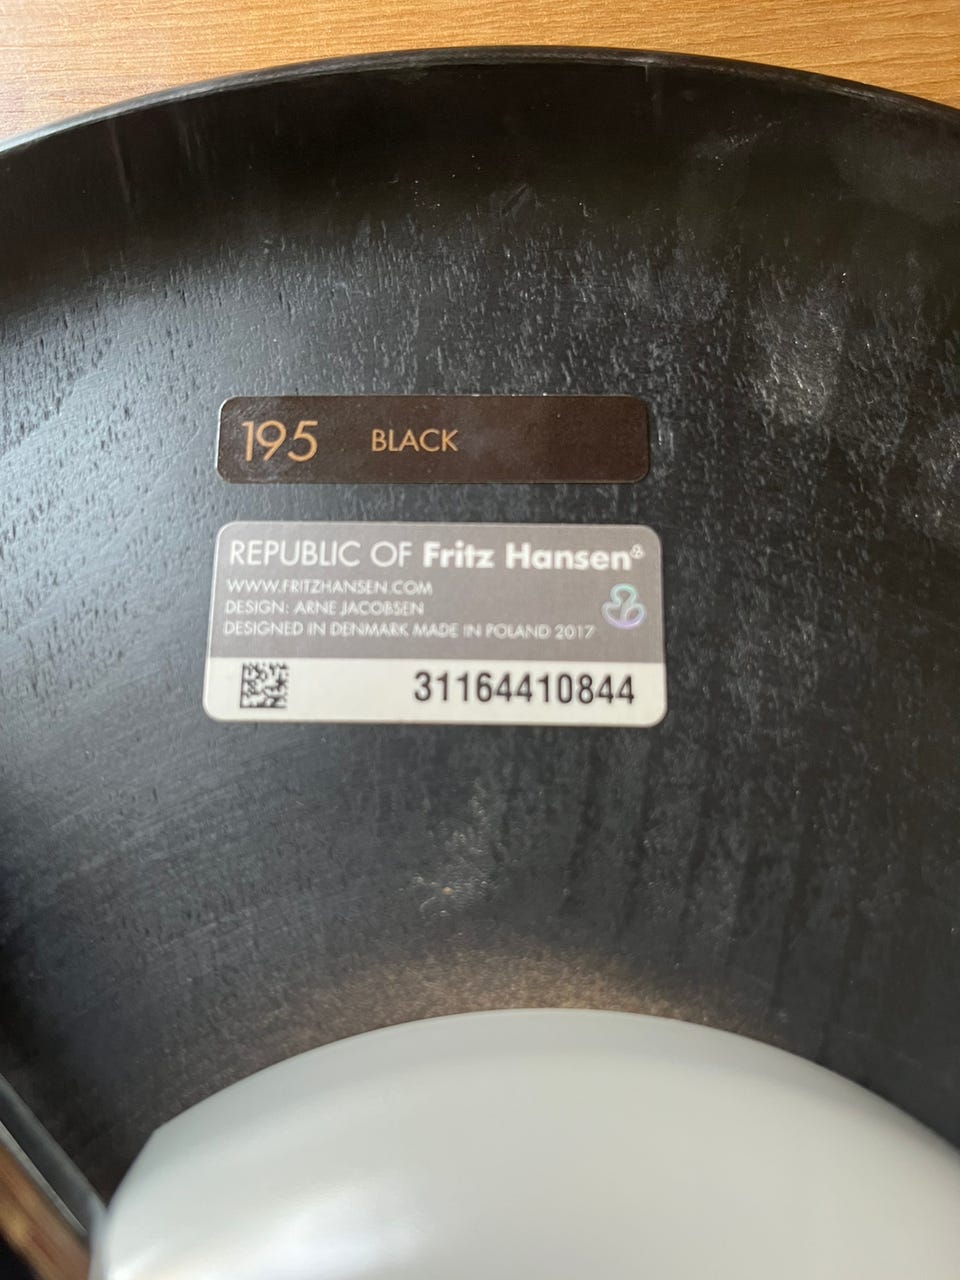 195 BLACK
REPUBLIC OF Fritz Hansen
WWW.FRITZHANSEN.COM
DESIGN: ARNE JACOBSEN
DESIGNED IN DENMARK MADE IN POLAND 2017
31164410844